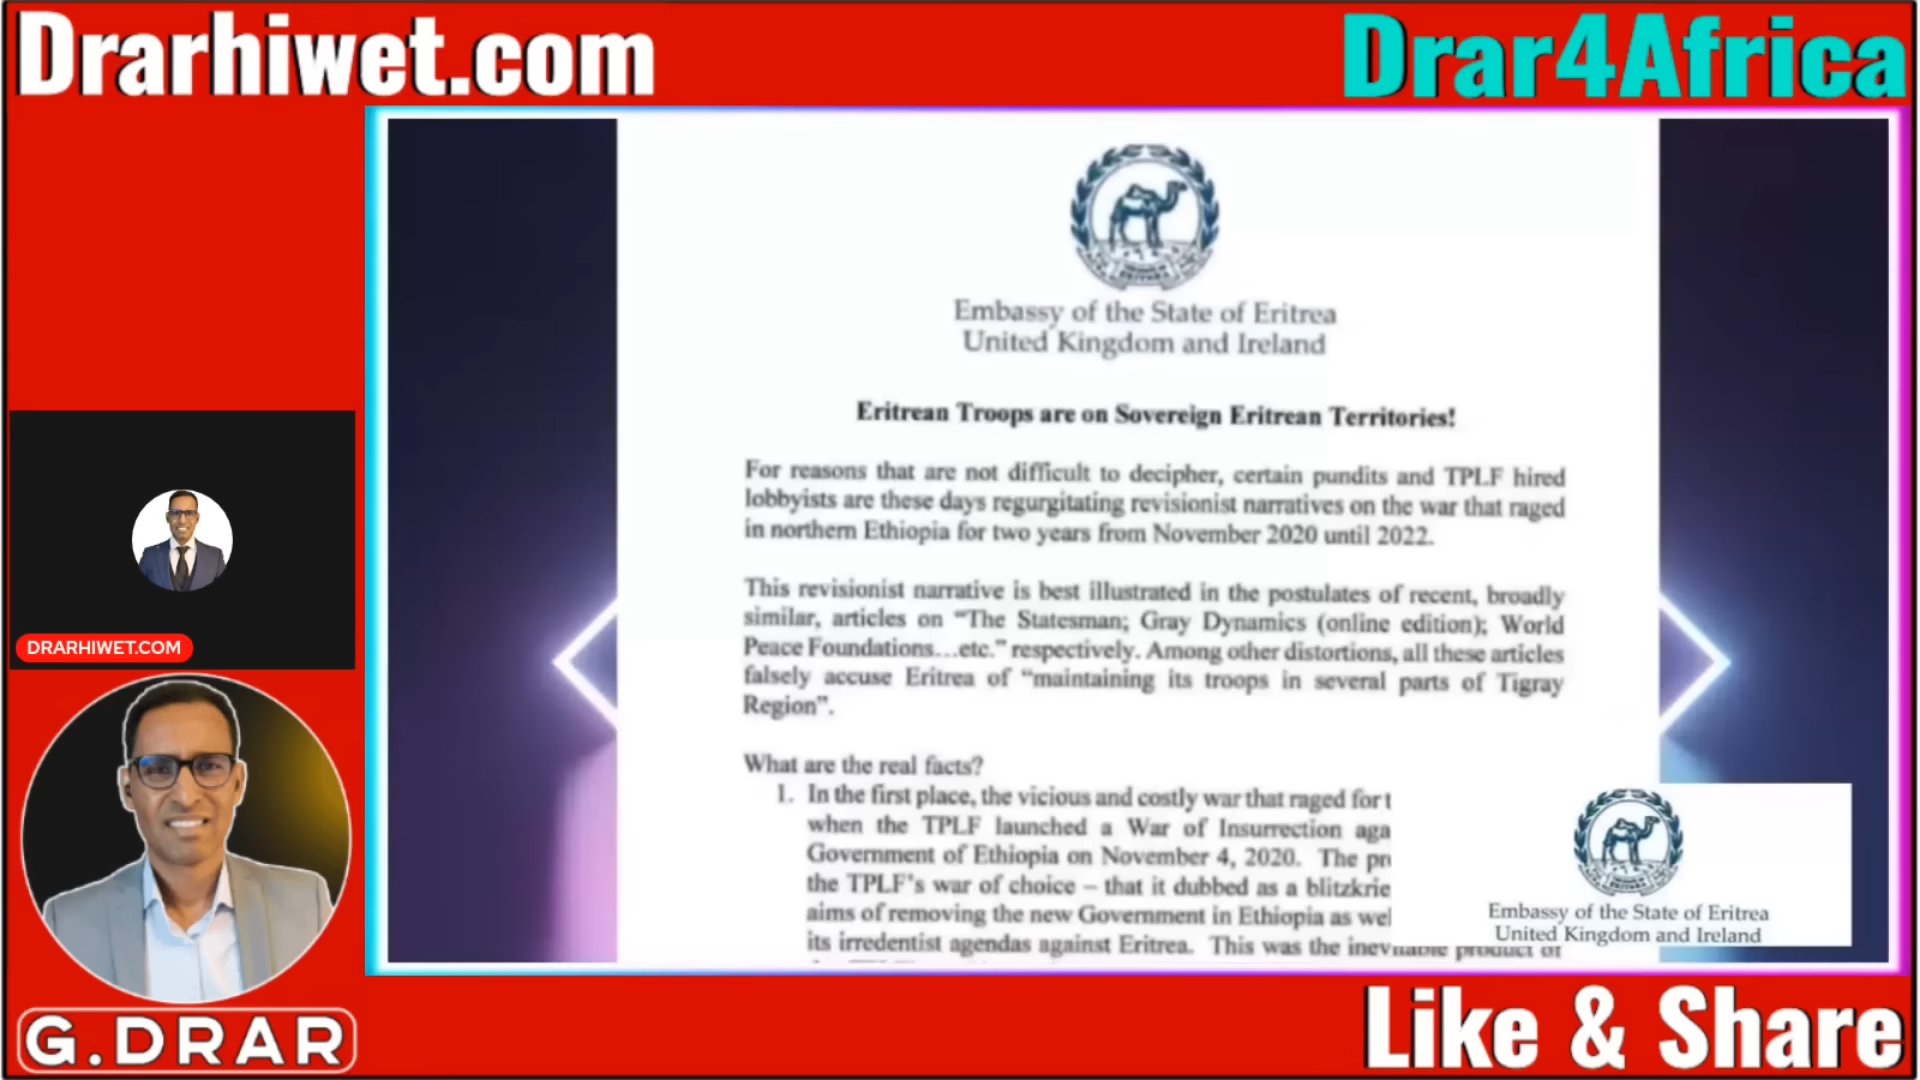 Drarhiwet.com
Drar4Africa
Embassy of the State of Eritrea
United Kingdom and Ireland
Eritrean Troops are on Sovereign Eritrean Territories!
For reasons that are not difficult to decipher, certain pundits and TPLF hired
lobbyists are these days regurgitating revisionist narratives on the war that raged
in northern Ethiopia for two years from November 2020 until 2022.
This revisionist narrative is best illustrated in the postulates of recent, broadly
similar, articles on “The Statesman; Gray Dynamics (online edition); World
Peace Foundations…etc.” respectively. Among other distortions, all these articles
falsely accuse Eritrea of “maintaining its troops in several parts of Tigray
Region”.
What are the real facts?
1. In the first place, the vicious and costly war that raged for
when the TPLF launched a War of Insurrection
Government of Ethiopia on November 4, 2020. The
the TPLF's war of choice – that it dubbed as a
aims of removing the new Government in Ethiopia as
its irredentist agendas against Eritrea. This was the inevitable product of
Embassy of the State of Eritrea
United Kingdom and Ireland
DRARHIWET.COM
G.DRAR
Like & Share